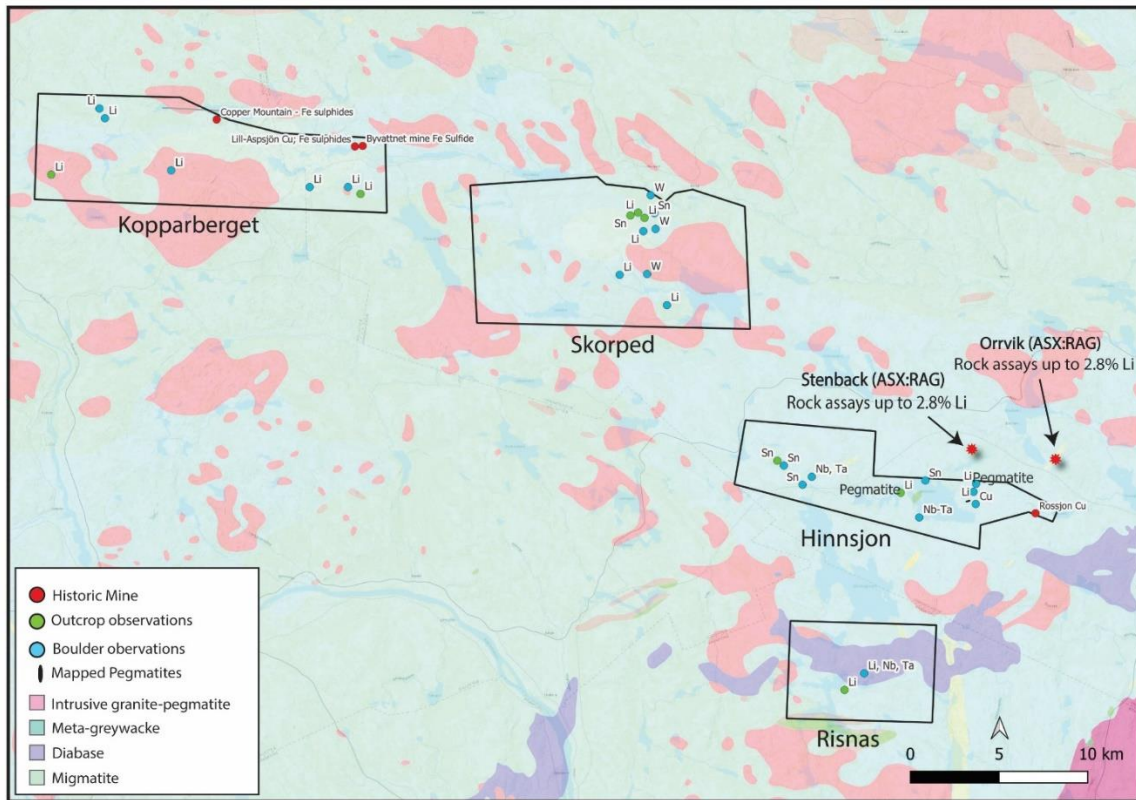 Li
Li
Copper Mountain - Fe sulphides
Lill-Aspsjön Cu; Fe sulphides
Byvattnet mine Fe Sulfide
Li
Li
Li
Li
Li
Kopparberget
W
Sn
Li
Li
Sn
W
Li
Li
W
Li
Skorped
Orrvik (ASX:RAG)
Rock assays up to 2.8% Li
Stenback (ASX:RAG)
Rock assays up to 2.8% Li
Sn
Sn
Nb, Ta
Sn
Sn
Li
Pegmatite
Pegmatite
Li
Li
Cu
Nb-Ta
Rossjon Cu
Hinnsjon
Li, Nb, Ta
Li
Risnas
Historic Mine
Outcrop observations
Boulder obervations
Mapped Pegmatites
Intrusive granite-pegmatite
Meta-greywacke
Diabase
Migmatite
0 5 10 km